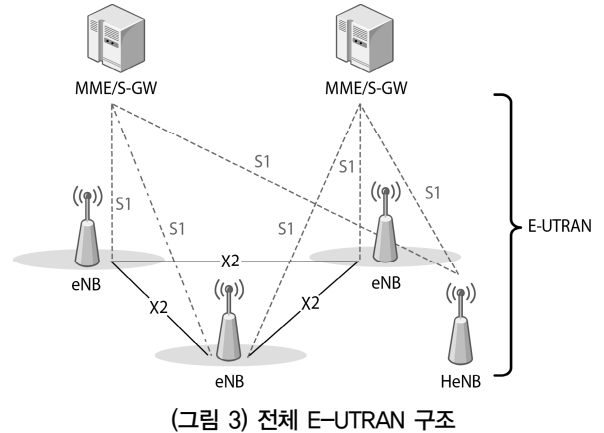 MME/S-GW
MME/S-GW
S1
S1
S1
S1
S1
S1
E-UTRAN
X2
eNB
eNB
X2
X2
eNB
HeNB
(그림 3) 전체 E-UTRAN 구조